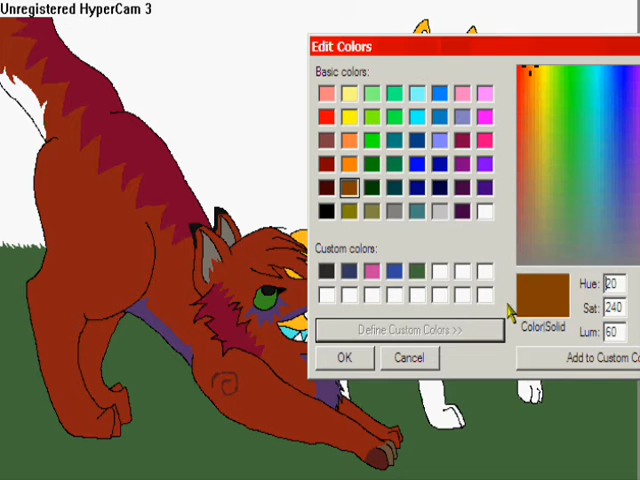 Unregistered HyperCam 3
Edit Colors
Basic colors:
Custom colors:
Define Custom Colors >>
OK
Cancel
Color|Solid
Hue: 20
Sat: 240
Lum: 60
Add to Custom Co